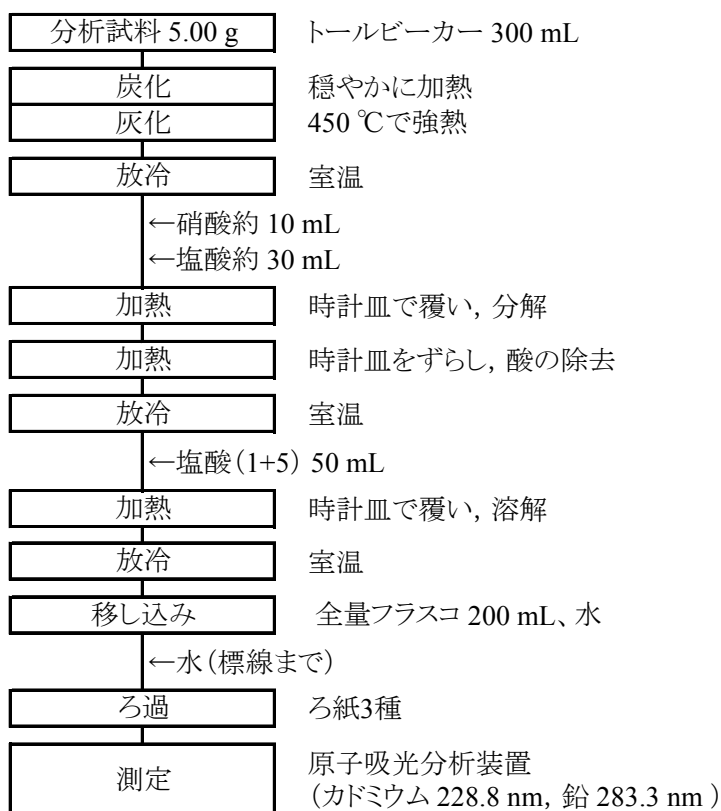 分析試料 5.00 g トールビーカー 300 mL
炭化 穏やかに加熱
灰化 450 ℃で強熱
放冷 室温
←硝酸約 10 mL
←塩酸約 30 mL
加熱 時計皿で覆い, 分解
加熱 時計皿をずらし, 酸の除去
放冷 室温
←塩酸(1+5) 50 mL
加熱 時計皿で覆い, 溶解
放冷 室温
移し込み 全量フラスコ 200 mL、水
←水(標線まで)
ろ過 ろ紙3種
測定 原子吸光分析装置
(カドミウム 228.8 nm, 鉛 283.3 nm )